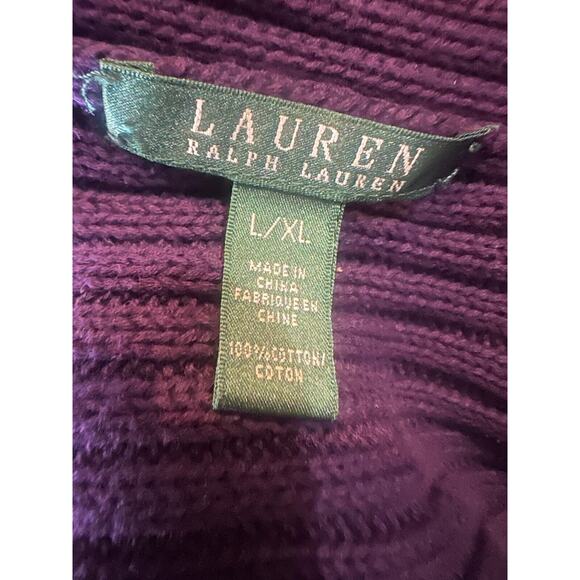 LAUREN
RALPH LAUREN
L/XL
MADE IN
CHINA
FABRIQUE EN
CHINE
100% COTTON/
COTON